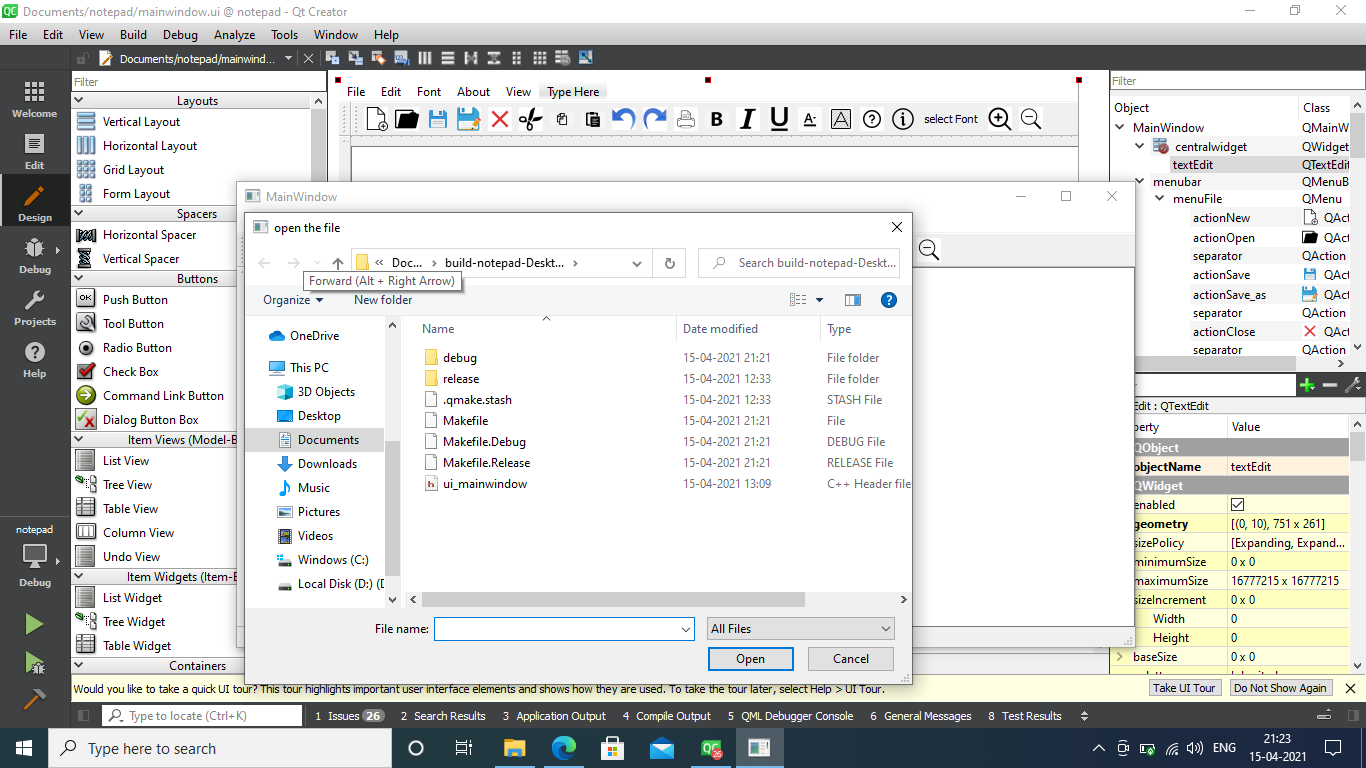 Documents/notepad/mainwindow.ui @ notepad - Qt Creator
File Edit View Build Debug Analyze Tools Window Help
Documents/notepad/mainwind...
Filter
Layouts
Vertical Layout
Horizontal Layout
Grid Layout
Form Layout
Spacers
Horizontal Spacer
Vertical Spacer
Buttons
Push Button
Tool Button
Radio Button
Check Box
Command Link Button
Dialog Button Box
Item Views (Model-B
List View
Tree View
Table View
Column View
Undo View
Item Widgets (Item-B
List Widget
Tree Widget
Table Widget
Containers
Welcome
Edit
Design
Debug
Projects
Help
notepad
Debug
File Edit Font About View Type Here
B I U A A select Font
MainWindow
open the file
« Doc... › build-notepad-Deskt... ›
Search build-notepad-Deskt...
Forward (Alt + Right Arrow)
Organize New folder
OneDrive
This PC
3D Objects
Desktop
Documents
Downloads
Music
Pictures
Videos
Windows (C:)
Local Disk (D:) (D
Name Date modified Type
debug 15-04-2021 21:21 File folder
release 15-04-2021 12:33 File folder
.qmake.stash 15-04-2021 12:33 STASH File
Makefile 15-04-2021 21:21 File
Makefile.Debug 15-04-2021 21:21 DEBUG File
Makefile.Release 15-04-2021 21:21 RELEASE File
ui_mainwindow 15-04-2021 13:09 C++ Header file
File name:
All Files
Open Cancel
Filter
Object Class
MainWindow QMainW
centralwidget QWidget
textEdit QTextEdit
menubar QMenuB
menuFile QMenu
actionNew QAct
actionOpen QAct
separator QAction
actionSave QAct
actionSave_as QAct
separator QAction
actionClose QAct
separator QAction
Edit : QTextEdit
perty Value
QObject
objectName textEdit
QWidget
enabled
geometry [(0, 10), 751 x 261]
sizePolicy [Expanding, Expand...
minimumSize 0 x 0
maximumSize 16777215 x 16777215
sizeIncrement 0 x 0
Width 0
Height 0
baseSize 0 x 0
Would you like to take a quick UI tour? This tour highlights important user interface elements and shows how they are used. To take the tour later, select Help > UI Tour.
Take UI Tour Do Not Show Again
Type to locate (Ctrl+K)
1 Issues 26 2 Search Results 3 Application Output 4 Compile Output 5 QML Debugger Console 6 General Messages 8 Test Results
Type here to search
ENG
21:23
15-04-2021